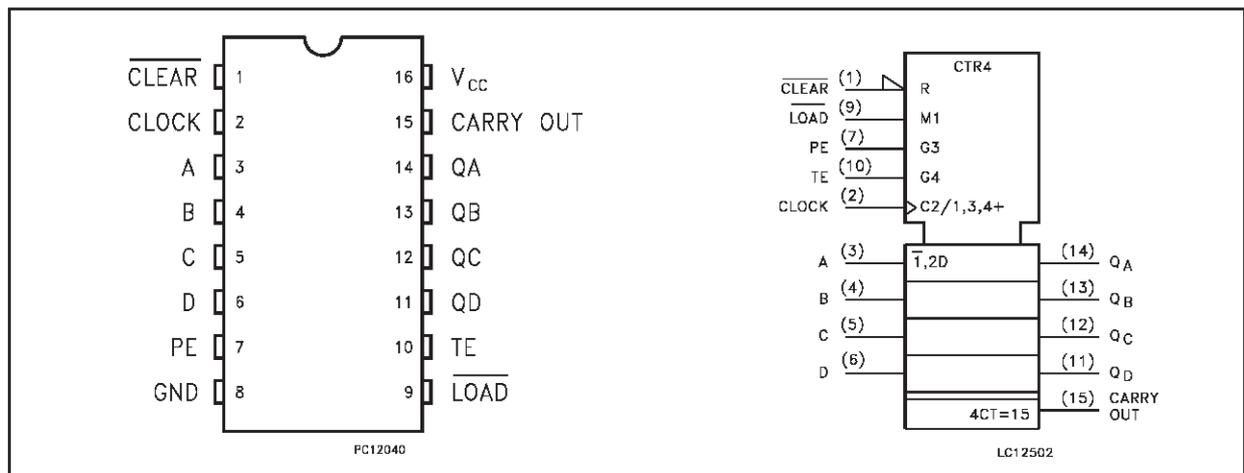 CLEAR 1 16 VCC
CLOCK 2 15 CARRY OUT
A 3 14 QA
B 4 13 QB
C 5 12 QC
D 6 11 QD
PE 7 10 TE
GND 8 9 LOAD
PC12040
CTR4
CLEAR (1) R
LOAD (9) M1
PE (7) G3
TE (10) G4
CLOCK (2) C2/1,3,4+
A (3) 1,2D (14) QA
B (4) (13) QB
C (5) (12) QC
D (6) (11) QD
4CT=15 (15) CARRY
OUT
LC12502